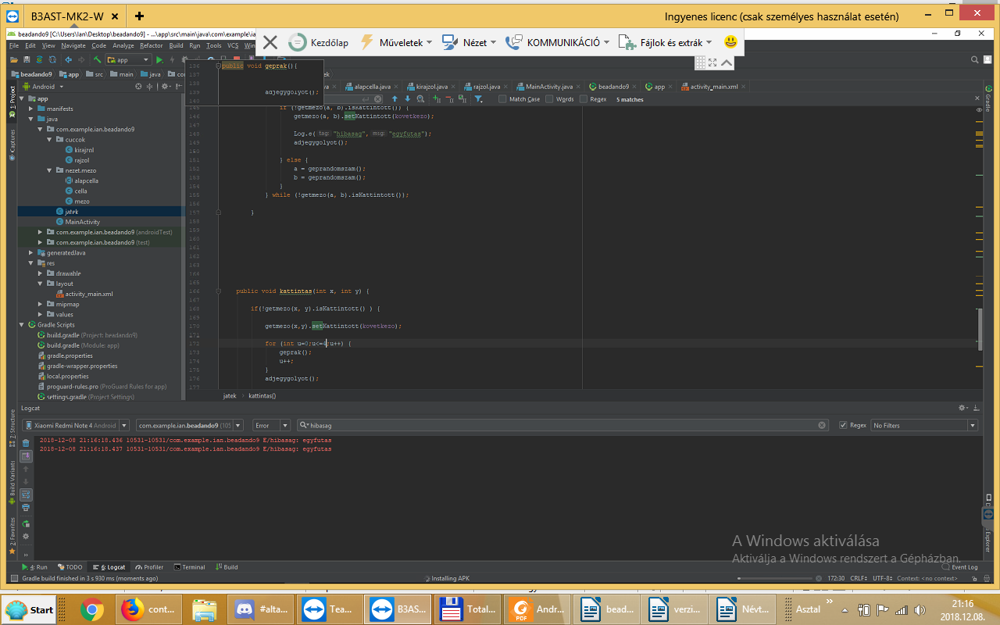 B3AST-MK2-W
Ingyenes licenc (csak személyes használat esetén)
beadando9 [C:\Users\Ian\Desktop\beadando9] - ...\app\src\main\java\com\example\ia
Kezdőlap
Műveletek
Nézet
KOMMUNIKÁCIÓ
Fájlok és extrák
File Edit View Navigate Code Analyze Refactor Build Run Tools VCS Win
app
beadando9 app src main java
alapcella.java kirajzol.java rajzol.java MainActivity.java beadando9 app activity_main.xml
Match Case Words Regex 5 matches
Android
1: Project
Captures
Gradle
app
manifests
java
com.example.ian.beadando9
cuccok
kirajzol
rajzol
nezet.mezo
alapcella
cella
mezo
jatek
MainActivity
com.example.ian.beadando9 (androidTest)
com.example.ian.beadando9 (test)
generatedJava
res
drawable
layout
activity_main.xml
mipmap
values
Gradle Scripts
build.gradle (Project: beadando9)
build.gradle (Module: app)
gradle.properties
gradle-wrapper.properties
local.properties
proguard-rules.pro (ProGuard Rules for app)
settings.gradle (Project Settings)
136 public void geprak(){
137
138
139 adjegygolyot();
140
145 if (!getmezo(a, b).isKattintott()) {
146 getmezo(a, b).setKattintott(kovetkezo);
147
148 Log.e( tag: "hibasag", msg: "egyfutas");
149 adjegygolyot();
150
151 } else {
152 a = geprandomszam();
153 b = geprandomszam();
154 }
155 } while (!getmezo(a, b).isKattintott());
156
157 }
158
159
160
161
162
163
164
165
166 public void kattintas(int x, int y) {
167
168 if(!getmezo(x, y).isKattintott() ) {
169
170 getmezo(x,y).setKattintott(kovetkezo);
171
172 for (int u=0;u<=4;u++) {
173 geprak();
174 u++;
175 }
176 adjegygolyot();
177
jatek › kattintas()
Logcat
Xiaomi Redmi Note 4 Android
com.example.ian.beadando9 (105
Error
hibasag
Regex
No Filters
2018-12-08 21:16:18.436 10531-10531/com.example.ian.beadando9 E/hibasag: egyfutas
2018-12-08 21:16:18.437 10531-10531/com.example.ian.beadando9 E/hibasag: egyfutas
7: Structure
Build Variants
2: Favorites
Explorer
A Windows aktiválása
Aktiválja a Windows rendszert a Gépházban.
4: Run TODO 6: Logcat Profiler Terminal Build Event Log
Gradle build finished in 3 s 930 ms (moments ago)
Installing APK
172:30 CRLF÷ UTF-8÷ Context: <no context>
Start
cont...
#alta...
Tea...
B3AS...
Total...
Andr...
bead...
verzi...
Névt...
Asztal
21:16
2018.12.08.